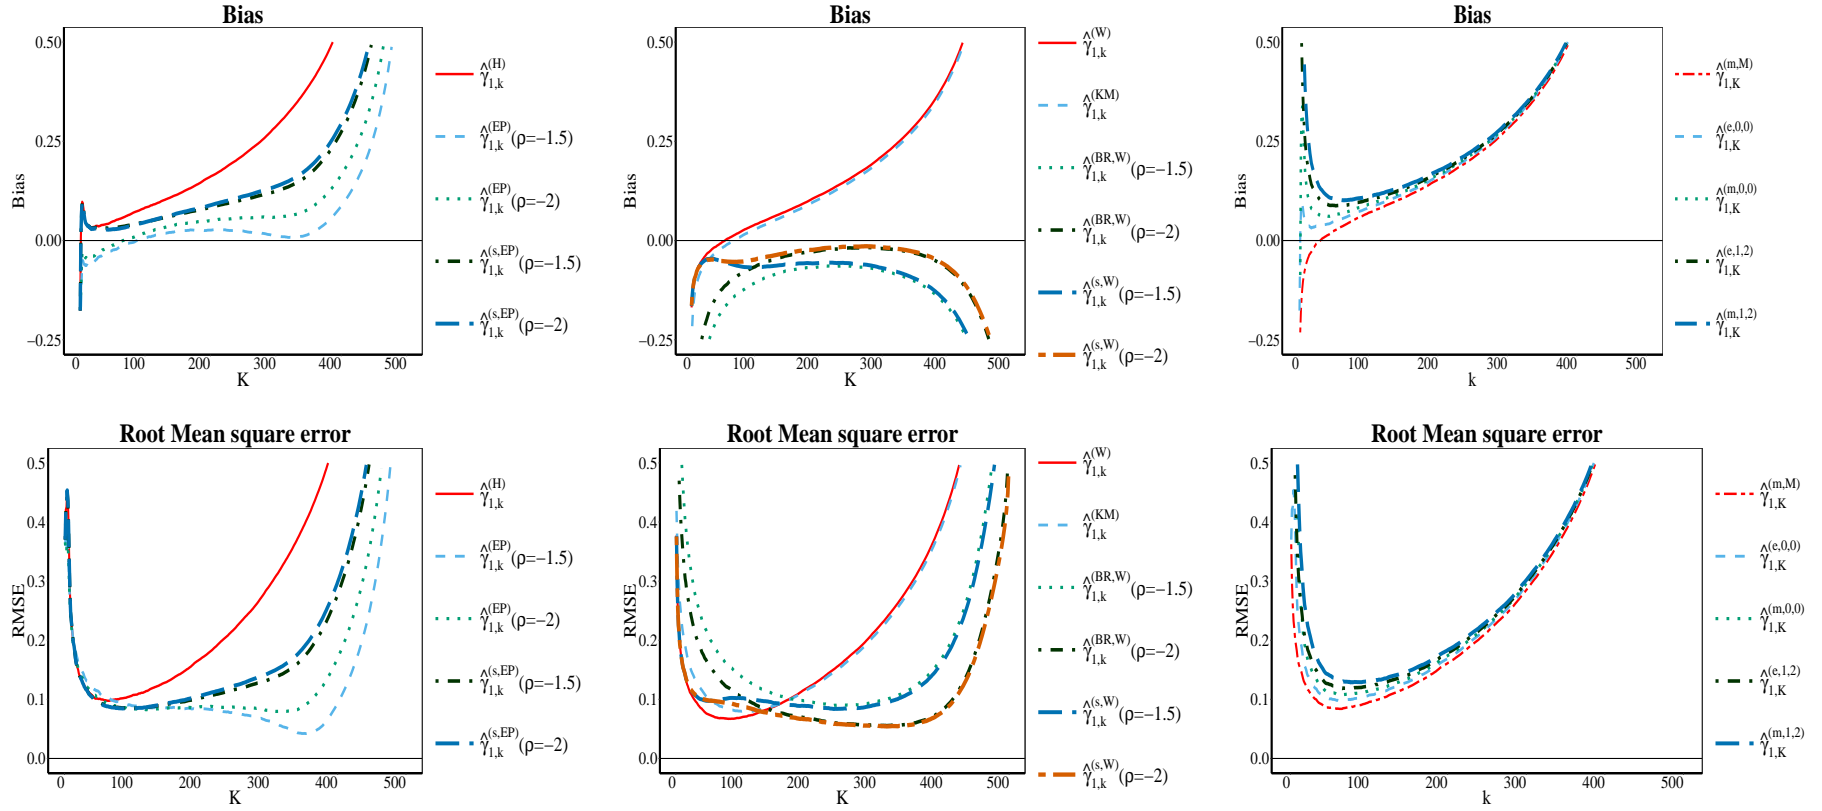 Bias
0.50
0.25
0.00
−0.25
Bias
0 100 200 300 400 500
K
γ̂1,k(H)
γ̂1,k(EP)(ρ=−1.5)
γ̂1,k(EP)(ρ=−2)
γ̂1,k(s,EP)(ρ=−1.5)
γ̂1,k(s,EP)(ρ=−2)
Bias
0.50
0.25
0.00
−0.25
Bias
0 100 200 300 400 500
K
γ̂1,k(W)
γ̂1,k(KM)
γ̂1,k(BR,W)(ρ=−1.5)
γ̂1,k(BR,W)(ρ=−2)
γ̂1,k(s,W)(ρ=−1.5)
γ̂1,k(s,W)(ρ=−2)
Bias
0.50
0.25
0.00
−0.25
Bias
0 100 200 300 400 500
k
γ̂1,K(m,M)
γ̂1,K(e,0,0)
γ̂1,K(m,0,0)
γ̂1,K(e,1,2)
γ̂1,K(m,1,2)
Root Mean square error
0.5
0.4
0.3
0.2
0.1
0.0
RMSE
0 100 200 300 400 500
K
γ̂1,k(H)
γ̂1,k(EP)(ρ=−1.5)
γ̂1,k(EP)(ρ=−2)
γ̂1,k(s,EP)(ρ=−1.5)
γ̂1,k(s,EP)(ρ=−2)
Root Mean square error
0.5
0.4
0.3
0.2
0.1
0.0
RMSE
0 100 200 300 400 500
K
γ̂1,k(W)
γ̂1,k(KM)
γ̂1,k(BR,W)(ρ=−1.5)
γ̂1,k(BR,W)(ρ=−2)
γ̂1,k(s,W)(ρ=−1.5)
γ̂1,k(s,W)(ρ=−2)
Root Mean square error
0.5
0.4
0.3
0.2
0.1
0.0
RMSE
0 100 200 300 400 500
k
γ̂1,K(m,M)
γ̂1,K(e,0,0)
γ̂1,K(m,0,0)
γ̂1,K(e,1,2)
γ̂1,K(m,1,2)